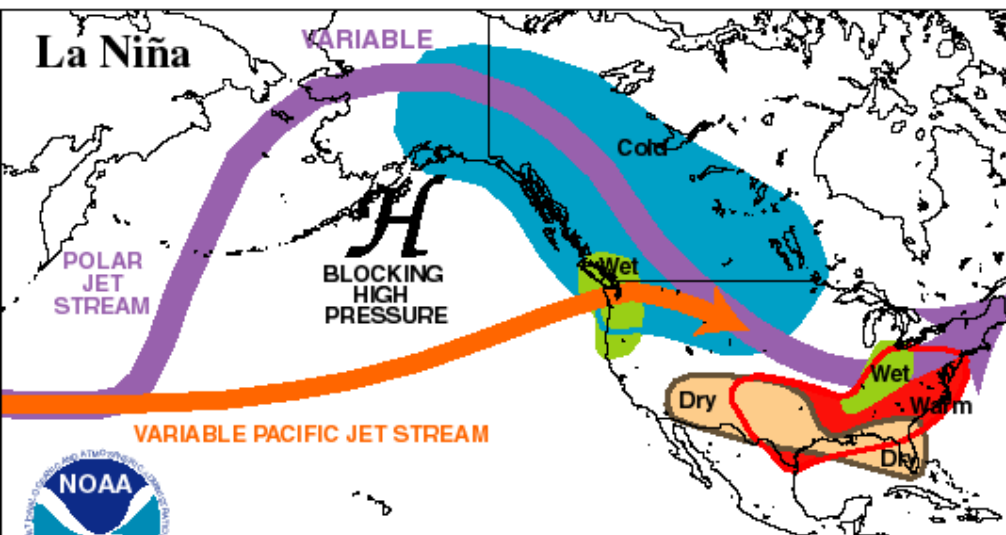 La Niña
VARIABLE
Cold
POLAR
JET
STREAM
BLOCKING
HIGH
PRESSURE
H
Wet
Wet
Dry
Warm
Dry
VARIABLE PACIFIC JET STREAM
NOAA